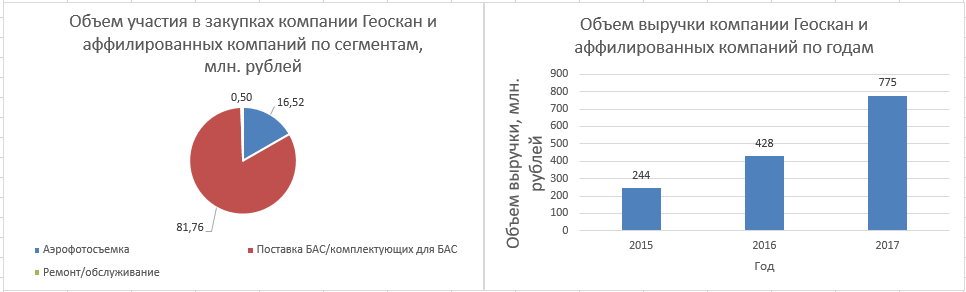 Объем участия в закупках компании Геоскан и
аффилированных компаний по сегментам,
млн. рублей
0,50
16,52
81,76
Аэрофотосъемка
Поставка БАС/комплектующих для БАС
Ремонт/обслуживание
Объем выручки компании Геоскан и
аффилированных компаний по годам
Объем выручки, млн.
рублей
900
800
700
600
500
400
300
200
100
0
244
428
775
2015
2016
2017
Год